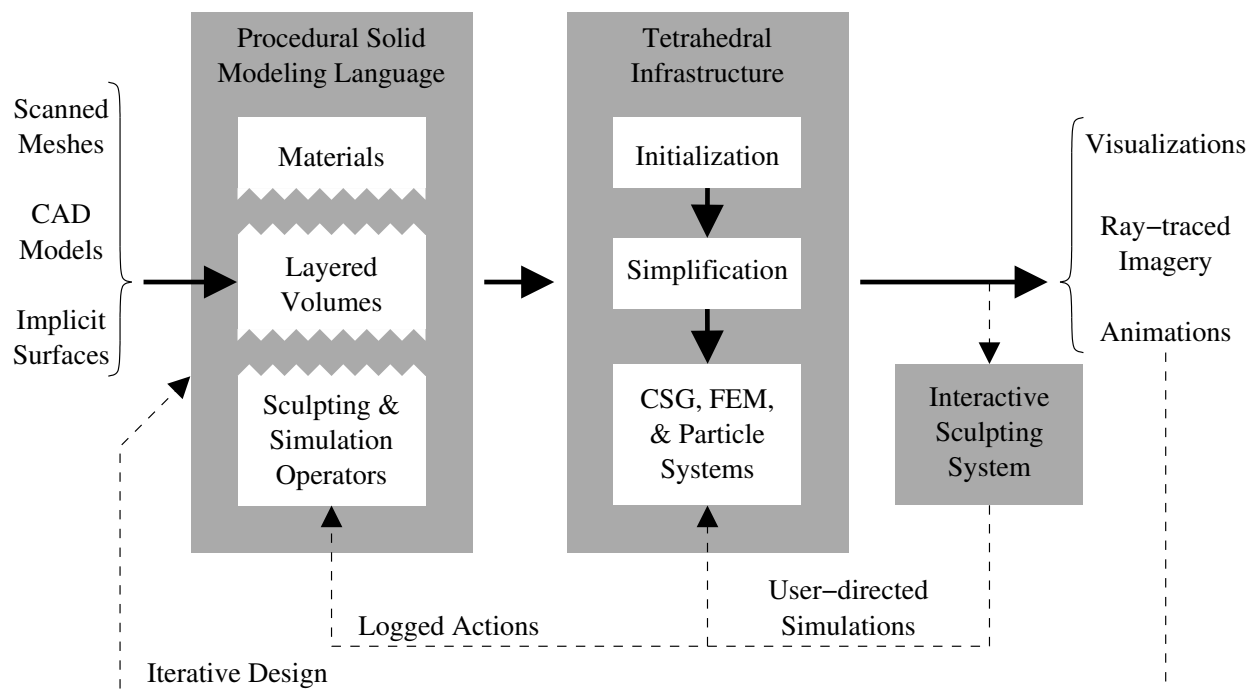 Procedural Solid
Modeling Language
Tetrahedral
Infrastructure
Scanned
Meshes
CAD
Models
Implicit
Surfaces
Materials
Layered
Volumes
Sculpting &
Simulation
Operators
Initialization
Simplification
CSG, FEM,
& Particle
Systems
Visualizations
Ray−traced
Imagery
Animations
Interactive
Sculpting
System
User−directed
Simulations
Logged Actions
Iterative Design